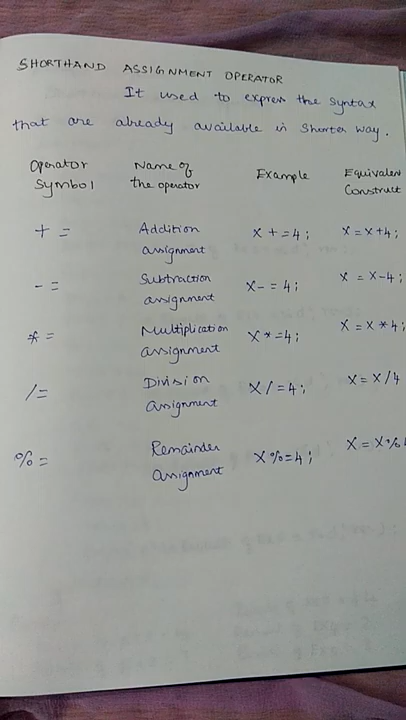 SHORTHAND ASSIGNMENT OPERATOR
It used to express the syntax
that are already available in shorter way.
Operator Name of Example Equivalen
Symbol the operator Construct
+ = Addition X + = 4 ; X = X + 4 ;
assignment
- = Subtraction X - = 4 ; X = X - 4 ;
assignment
* = Multiplication X * = 4 ; X = X * 4 ;
assignment
/ = Division X / = 4 ; X = X / 4
assignment
% = Remainder X % = 4 ; X = X %
assignment